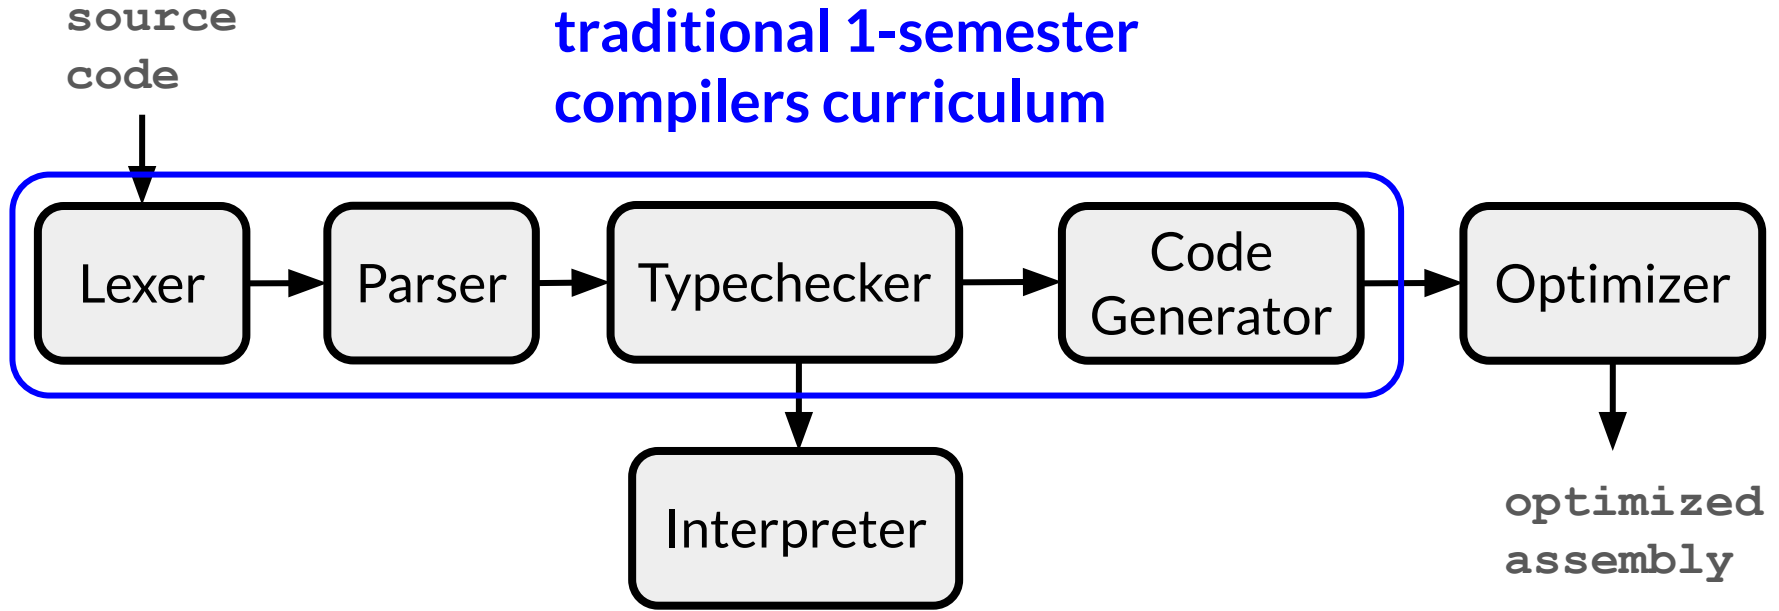 source
code
traditional 1-semester
compilers curriculum
Lexer
Parser
Typechecker
Code
Generator
Optimizer
Interpreter
optimized
assembly